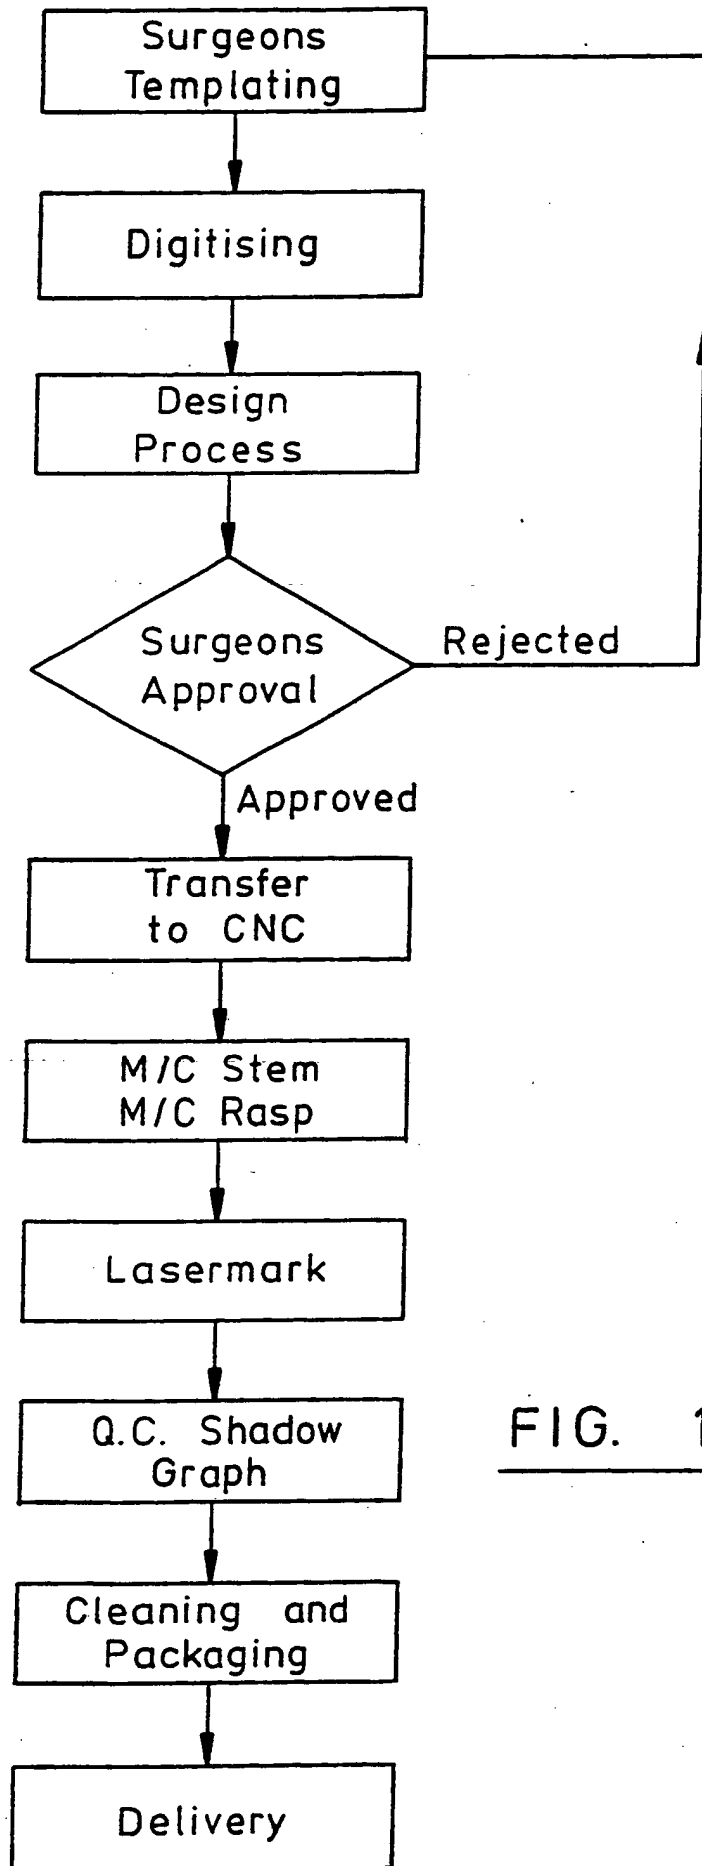 Surgeons
Templating
Digitising
Design
Process
Surgeons
Approval
Rejected
Approved
Transfer
to CNC
M/C Stem
M/C Rasp
Lasermark
Q.C. Shadow
Graph
FIG. 1
Cleaning and
Packaging
Delivery